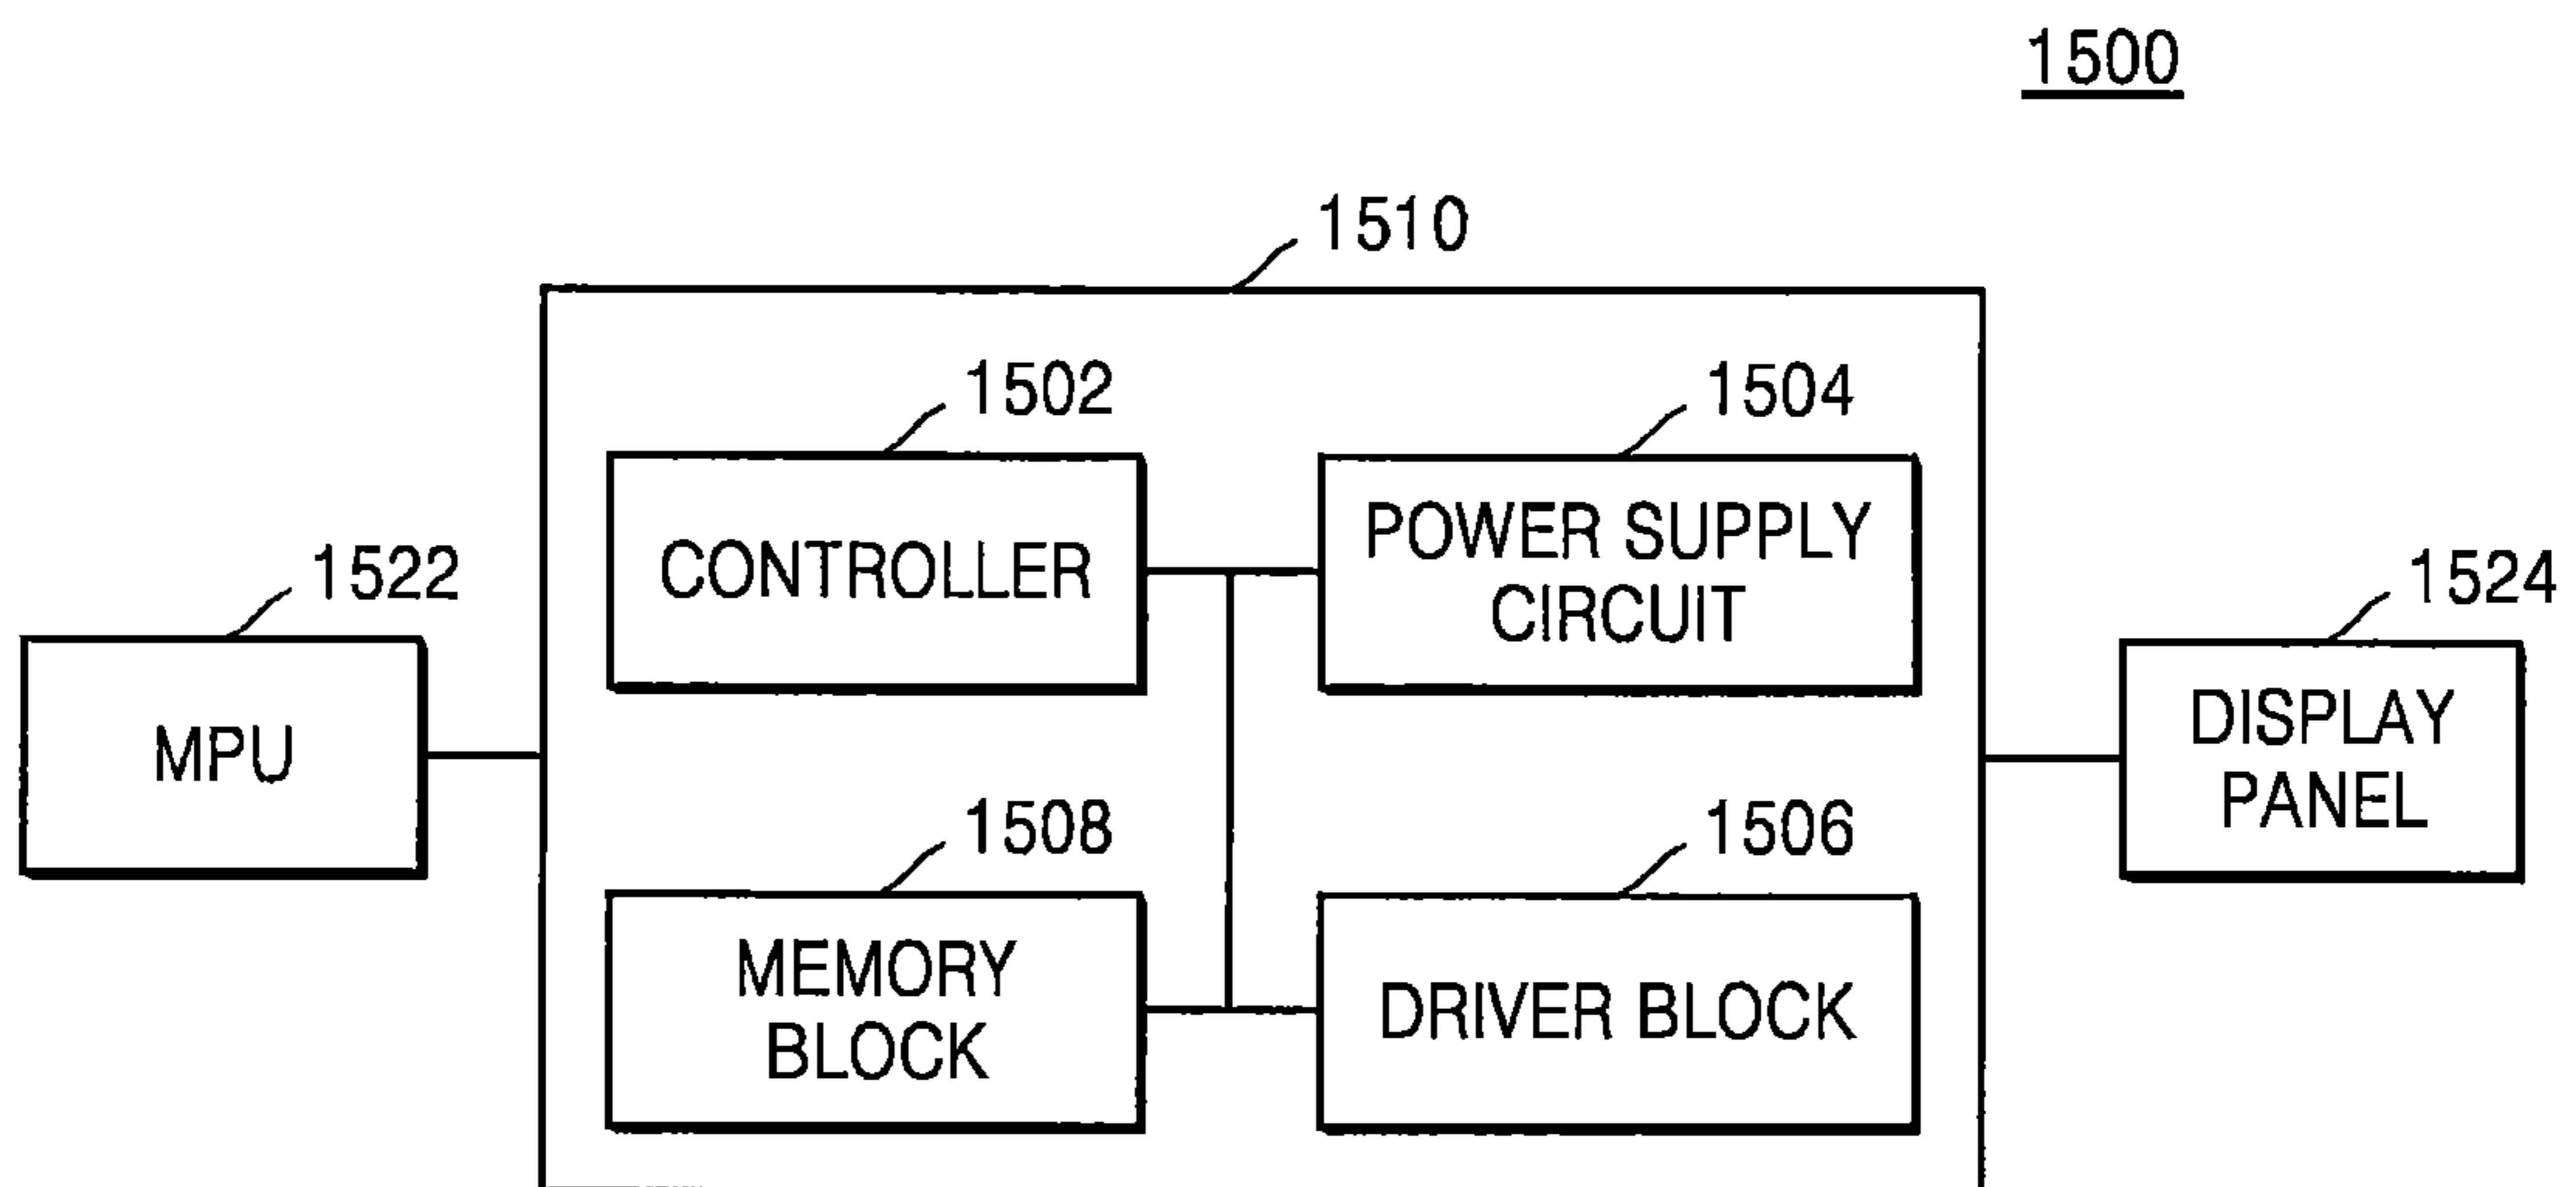 1500
1510
1502
1504
CONTROLLER
POWER SUPPLY
CIRCUIT
1522
MPU
1524
DISPLAY
PANEL
1508
1506
MEMORY
BLOCK
DRIVER BLOCK